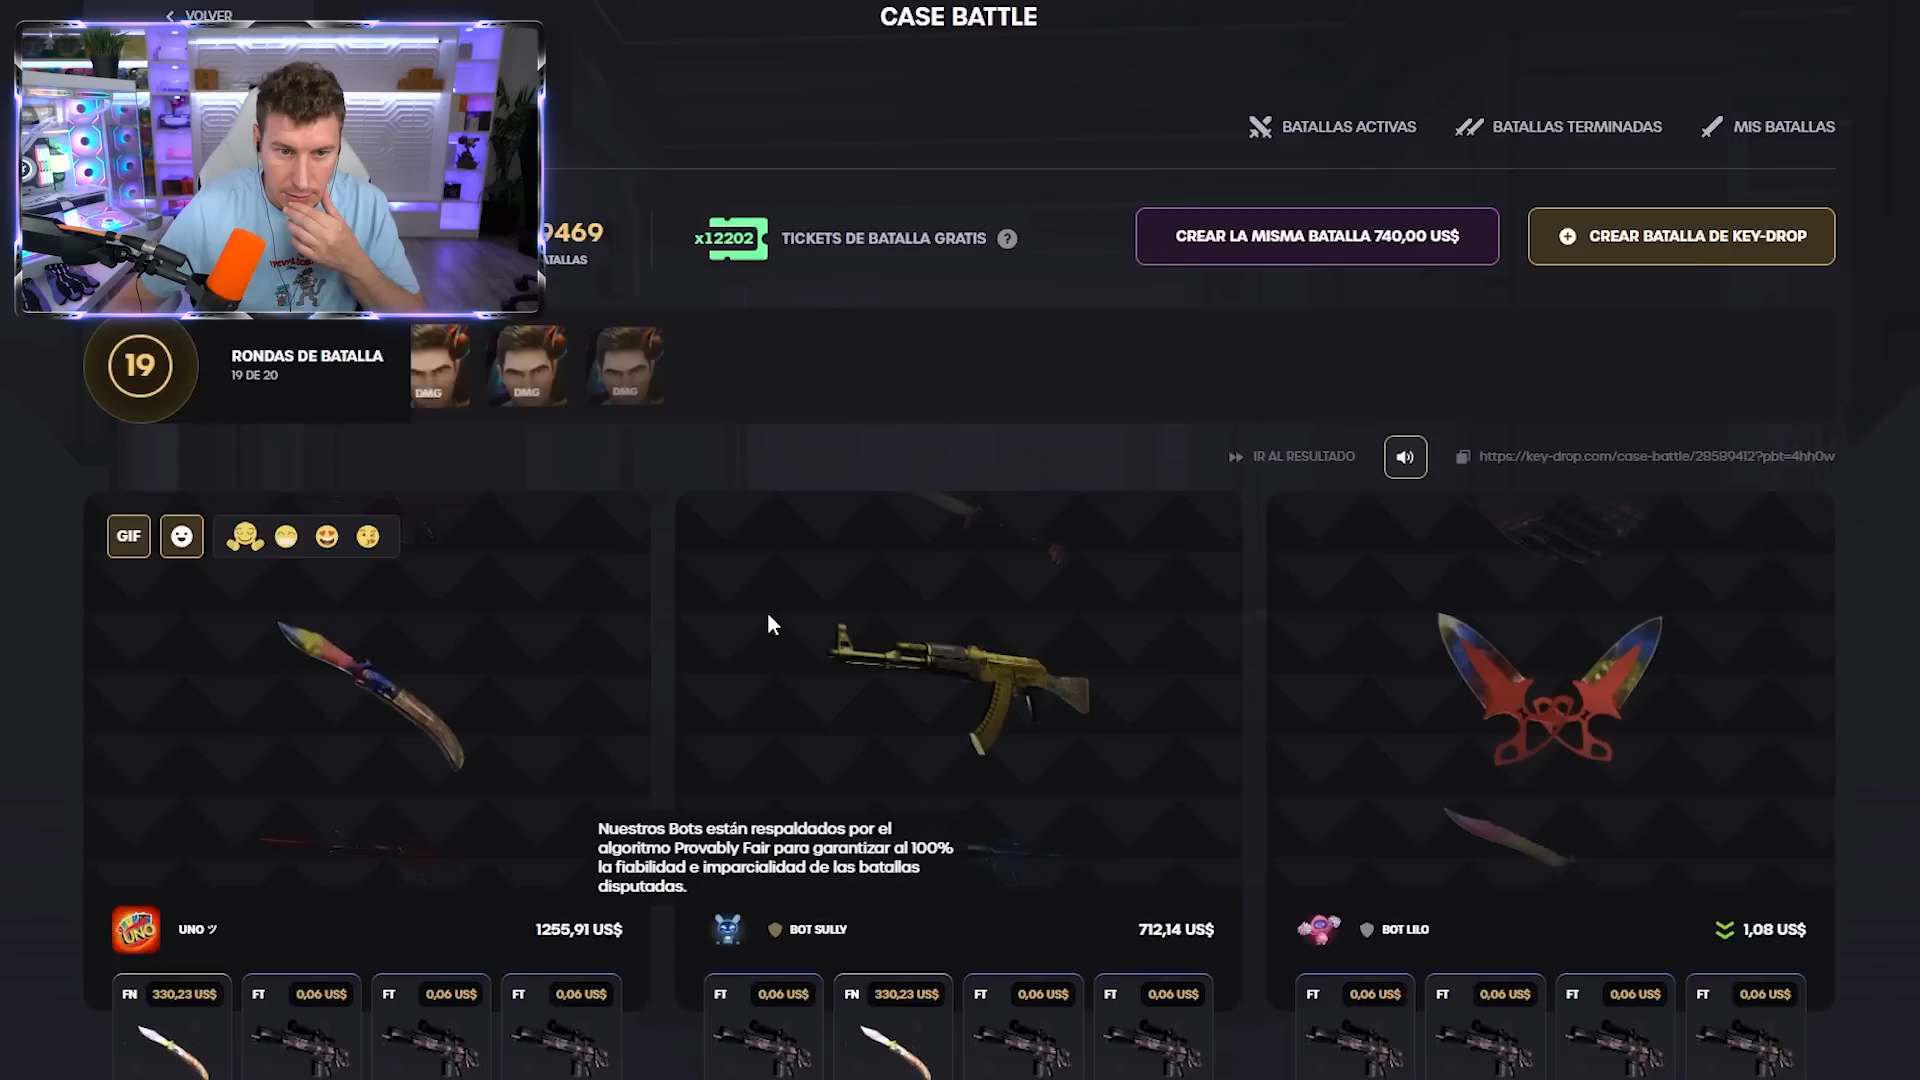 VOLVER
CASE BATTLE
BATALLAS ACTIVAS
BATALLAS TERMINADAS
MIS BATALLAS
9469
ATALLAS
x12202
TICKETS DE BATALLA GRATIS
?
CREAR LA MISMA BATALLA 740,00 US$
CREAR BATALLA DE KEY-DROP
19
RONDAS DE BATALLA
19 DE 20
DMG
DMG
DMG
IR AL RESULTADO
https://key-drop.com/case-battle/28589412?pbt=4hh0w
GIF
Nuestros Bots están respaldados por el
algoritmo Provably Fair para garantizar al 100%
la fiabilidad e imparcialidad de las batallas
disputadas.
UNO
UNO ツ
1255,91 US$
BOT SULLY
712,14 US$
BOT LILO
1,08 US$
FN 330,23 US$
FT 0,06 US$
FT 0,06 US$
FT 0,06 US$
FT 0,06 US$
FN 330,23 US$
FT 0,06 US$
FT 0,06 US$
FT 0,06 US$
FT 0,06 US$
FT 0,06 US$
FT 0,06 US$